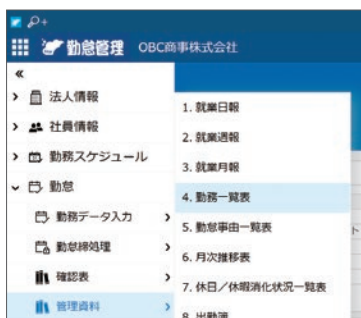 勤怠管理 OBC商事株式会社
«
法人情報
社員情報
勤務スケジュール
勤怠
勤務データ入力
勤怠締処理
確認表
管理資料
1. 就業日報
2. 就業週報
3. 就業月報
4. 勤務一覧表
5. 勤怠事由一覧表
6. 月次推移表
7. 休日／休暇消化状況一覧表
8. 出勤簿
ト